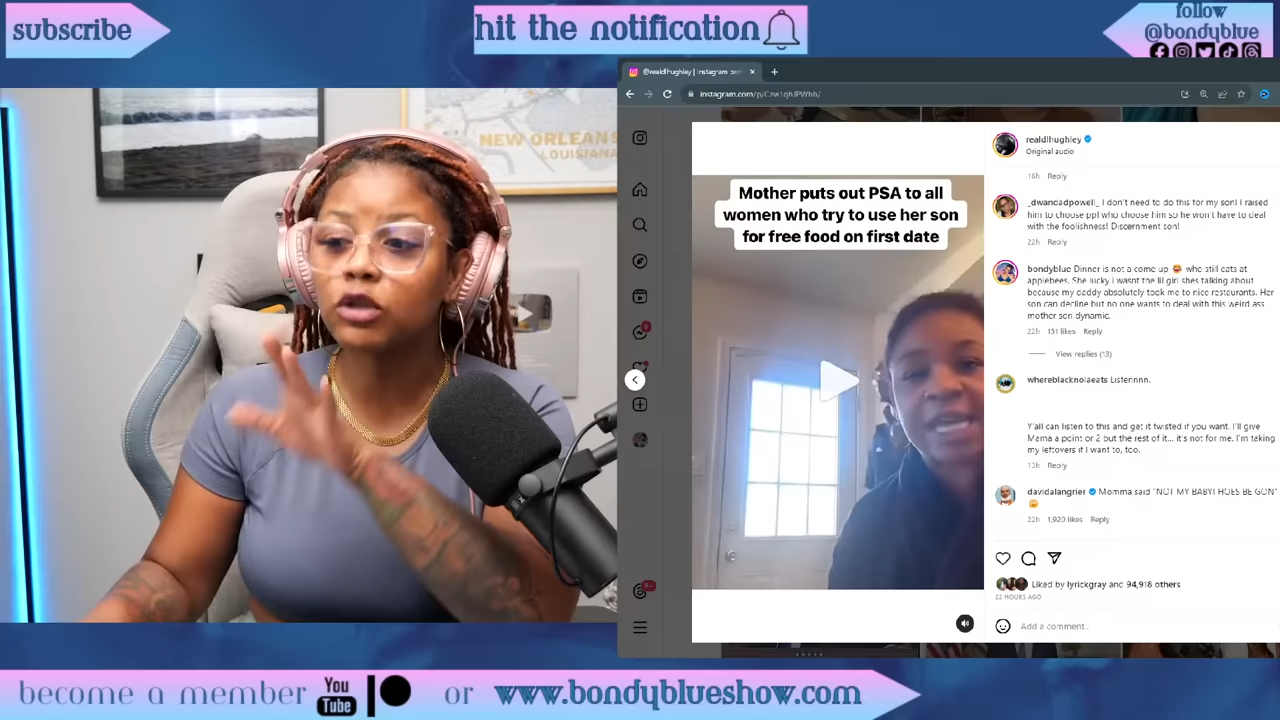 subscribe
hit the notification
follow
@bondyblue
NEW ORLEANS
LOUISIANA
instagram.com/p/
realdlhughley
Original audio
16h Reply
_dwandadpowell_ I don't need to do this for my son! I raised
him to choose ppl who choose him so he won't have to deal
with the foolishness! Discernment son!
22h Reply
bondyblue Dinner is not a come up 🤣 who still eats at
applebees. She lucky I wasnt the lil girl shes talking about
because my daddy absolutely took me to nice restaurants. Her
son can decline but no one wants to deal with this weird ass
mother son dynamic.
22h 151 likes Reply
View replies (13)
whereblacknolaeats Listennnn.
Y'all can listen to this and get it twisted if you want. I'll give
Mama a point or 2 but the rest of it... it's not for me. I'm taking
my leftovers if I want to, too.
13h Reply
davidalangrier Momma said "NOT MY BABY! HOES BE GON"
22h 1,920 likes Reply
Liked by lyrickgray and 94,918 others
22 HOURS AGO
Add a comment...
Mother puts out PSA to all
women who try to use her son
for free food on first date
become a member You Tube or www.bondyblueshow.com